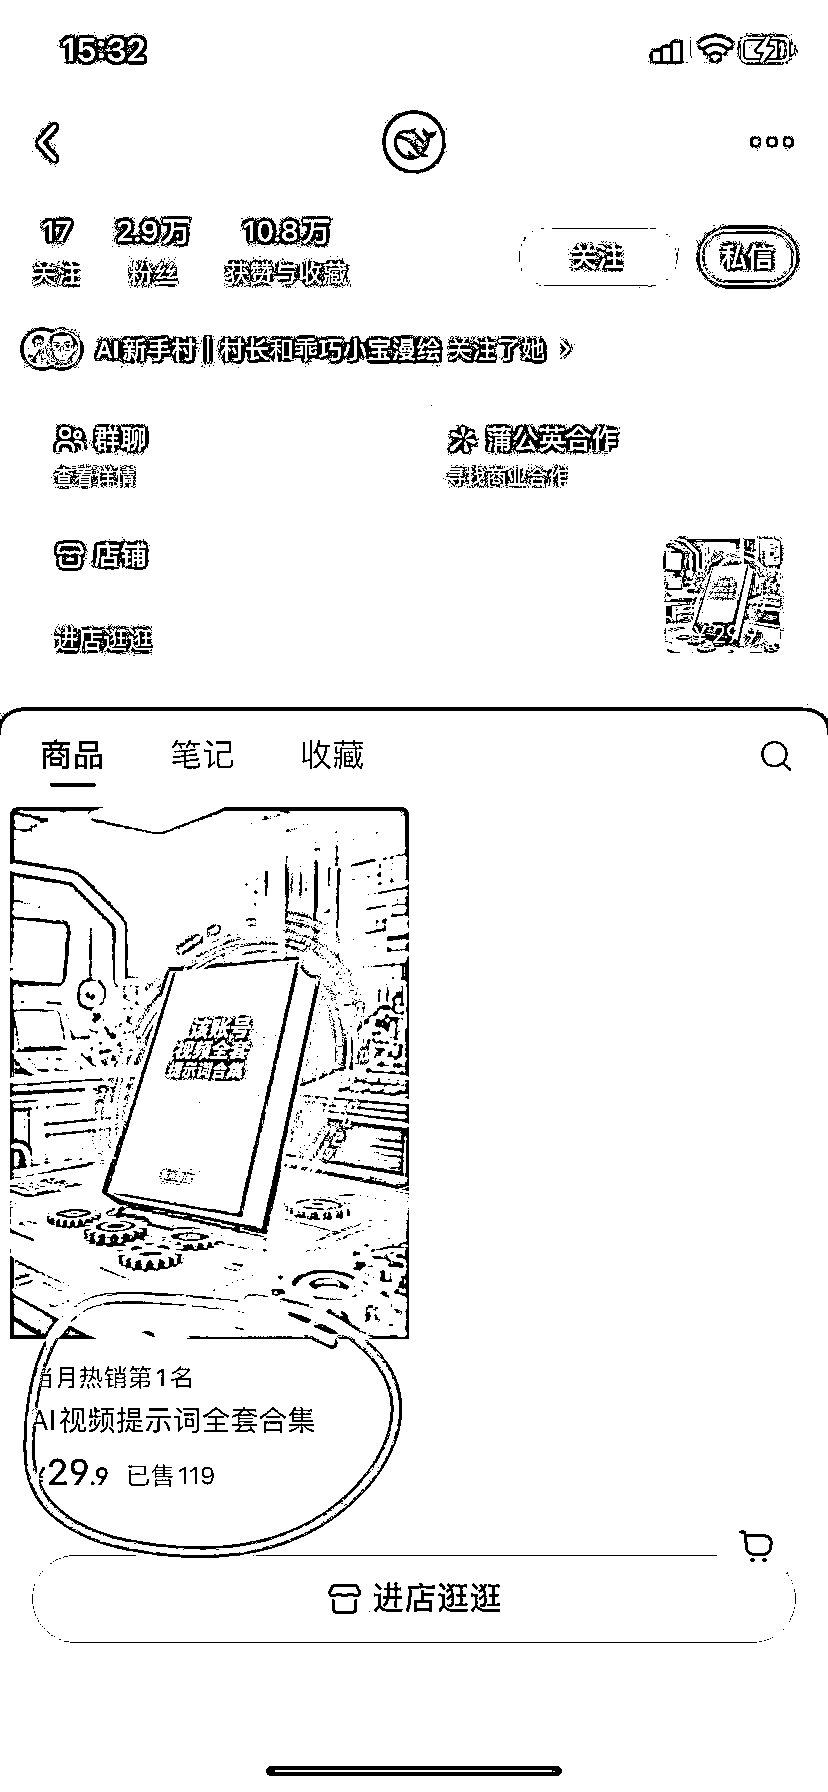 15:32
17 2.9万 10.8万
关注 粉丝 获赞与收藏
关注 私信
AI新手村 | 村长和乖巧小宝漫绘 关注了她
群聊 蒲公英合作
查看详情 寻找商业合作
店铺
进店逛逛
商品 笔记 收藏
该账号
视频全套
提示词合集
当月热销第1名
AI视频提示词全套合集
¥29.9 已售119
进店逛逛